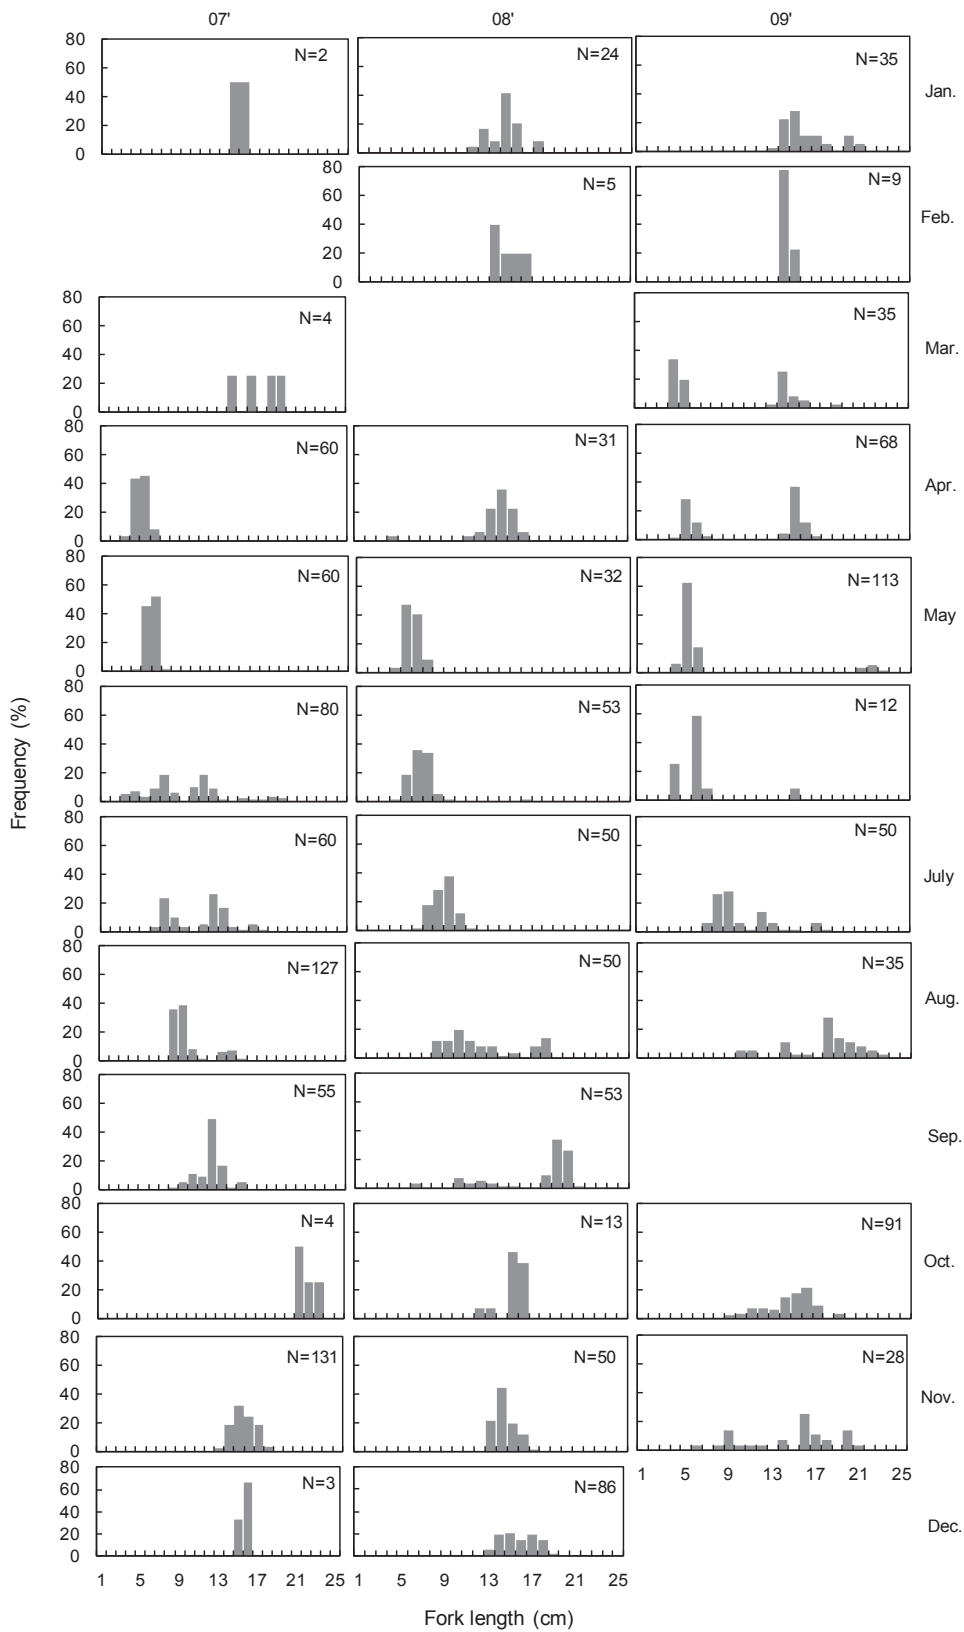 07' 08' 09'
80 N=2 N=24 N=35
60
40 Jan.
20
0
80 N=5 N=9
60
40 Feb.
20
0
80 N=4 N=35
60
40 Mar.
20
0
80 N=60 N=31 N=68
60
40 Apr.
20
0
80 N=60 N=32 N=113
60
40 May
20
0
80 N=80 N=53 N=12
60
40
20
0
80 N=60 N=50 N=50
60
40 July
20
0
80 N=127 N=50 N=35
60
40 Aug.
20
0
80 N=55 N=53
60
40 Sep.
20
0
80 N=4 N=13 N=91
60
40 Oct.
20
0
80 N=131 N=50 N=28
60
40 Nov.
20
0
80 N=3 N=86
60
40 Dec.
20
0
1 5 9 13 17 21 25
1 5 9 13 17 21 25
1 5 9 13 17 21 25
Frequency (%)
Fork length (cm)